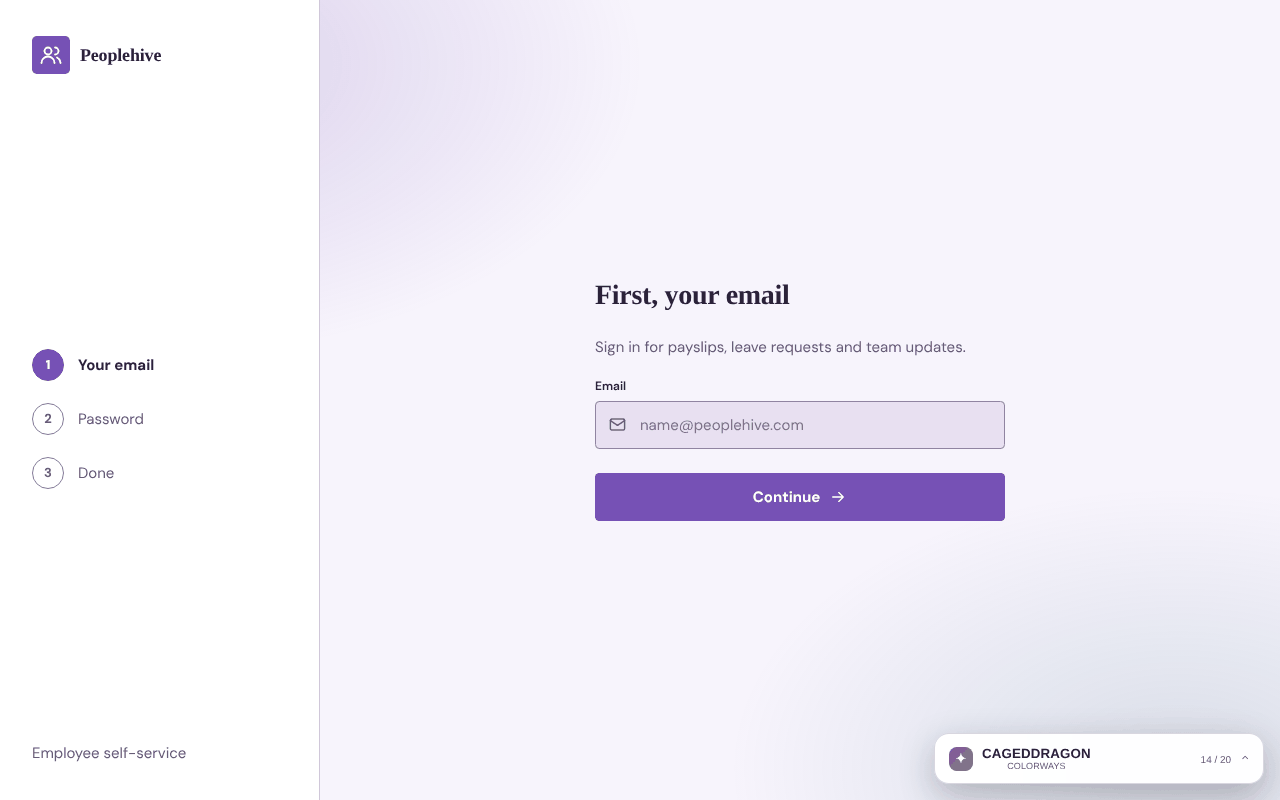 Peoplehive
1 Your email
2 Password
3 Done
Employee self-service
First, your email
Sign in for payslips, leave requests and team updates.
Email
name@peoplehive.com
Continue
CAGEDDRAGON
COLORWAYS
14 / 20